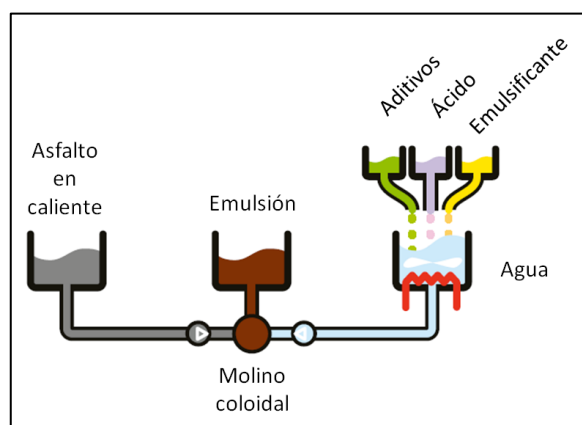 Aditivos
Ácido
Emulsificante
Asfalto
en
caliente
Emulsión
Agua
Molino
coloidal